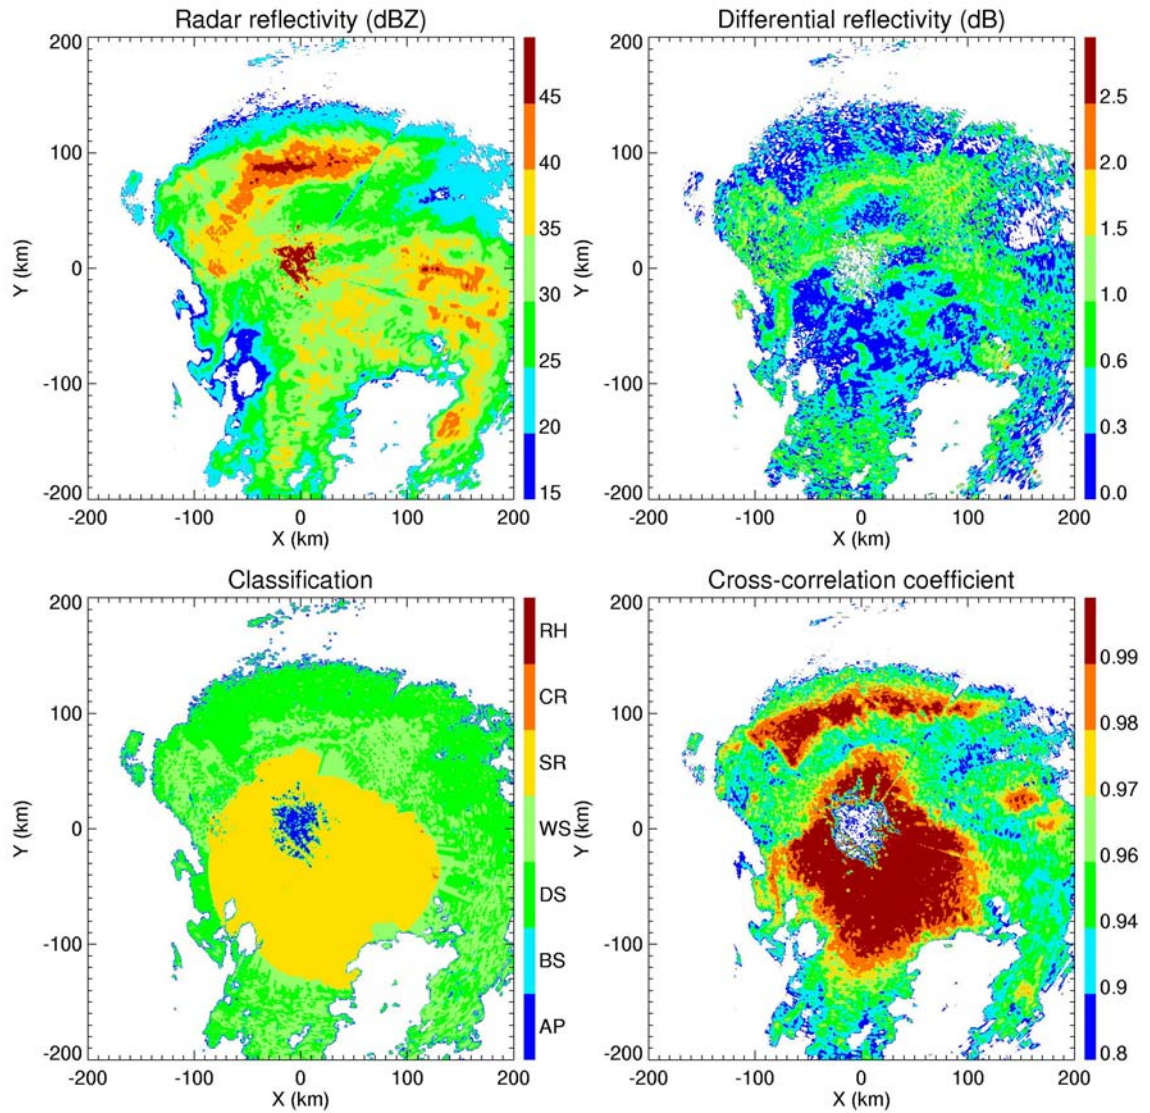 Radar reflectivity (dBZ)
200
100
0
-100
-200
Y (km)
-200 -100 0 100 200
X (km)
45
40
35
30
25
20
15
Differential reflectivity (dB)
200
100
0
-100
-200
Y (km)
-200 -100 0 100 200
X (km)
2.5
2.0
1.5
1.0
0.6
0.3
0.0
Classification
200
100
0
-100
-200
Y (km)
-200 -100 0 100 200
X (km)
RH
CR
SR
WS
DS
BS
AP
Cross-correlation coefficient
200
100
0
-100
-200
Y (km)
-200 -100 0 100 200
X (km)
0.99
0.98
0.97
0.96
0.94
0.9
0.8